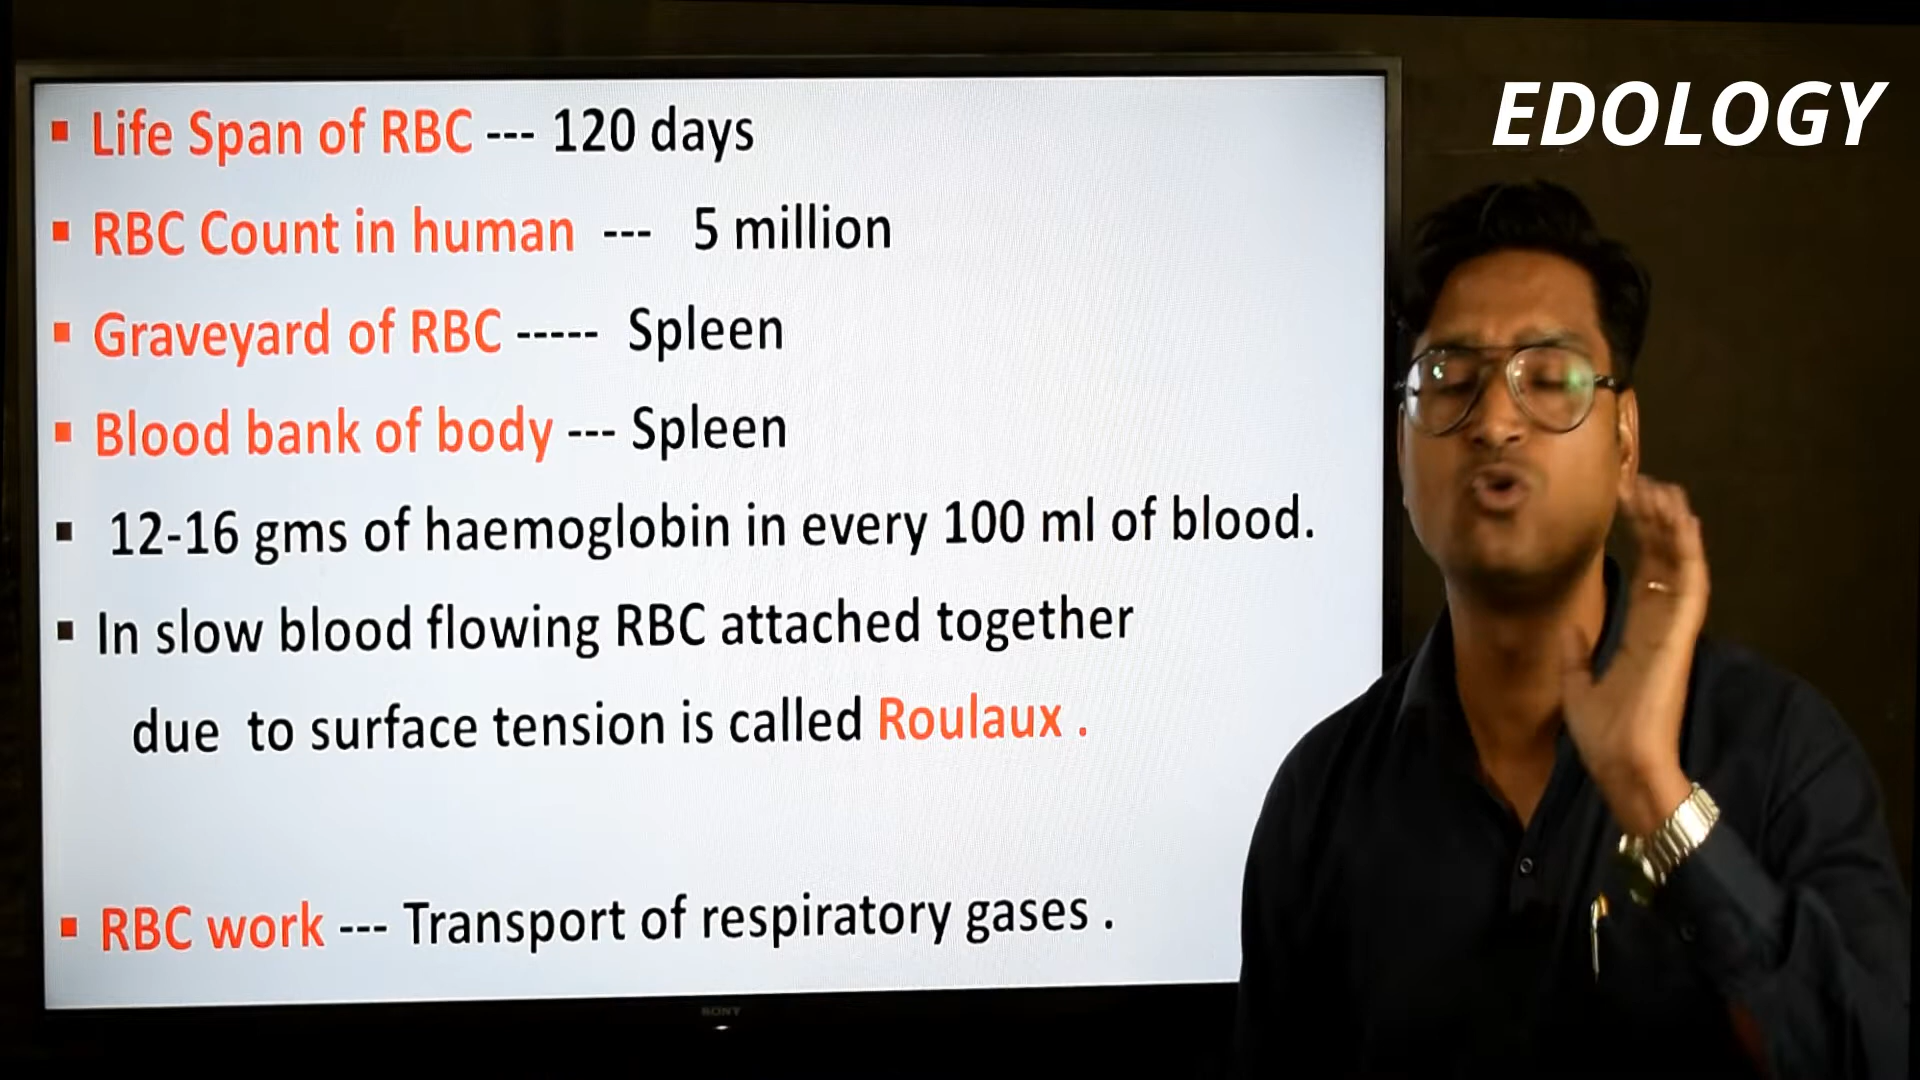 EDOLOGY
▪ Life Span of RBC --- 120 days
▪ RBC Count in human --- 5 million
▪ Graveyard of RBC ----- Spleen
▪ Blood bank of body --- Spleen
▪ 12-16 gms of haemoglobin in every 100 ml of blood.
▪ In slow blood flowing RBC attached together
due to surface tension is called Roulaux .
▪ RBC work --- Transport of respiratory gases .
SONY